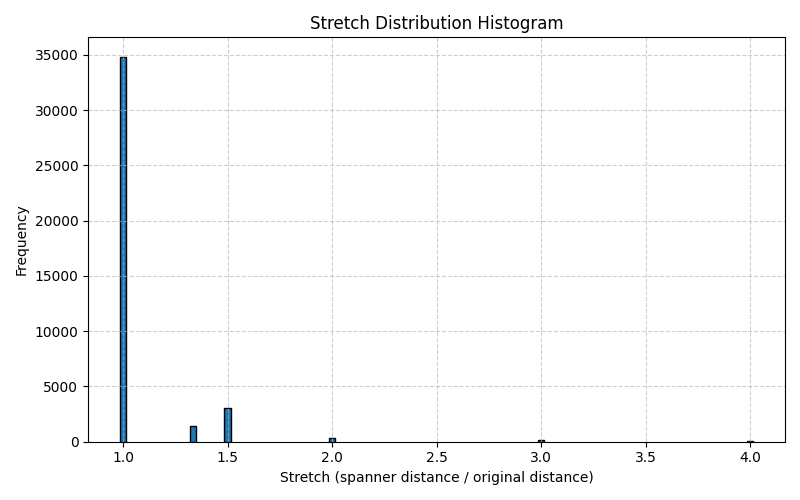 Stretch Distribution Histogram
35000
30000
25000
20000
15000
10000
5000
0
Frequency
1.0 1.5 2.0 2.5 3.0 3.5 4.0
Stretch (spanner distance / original distance)